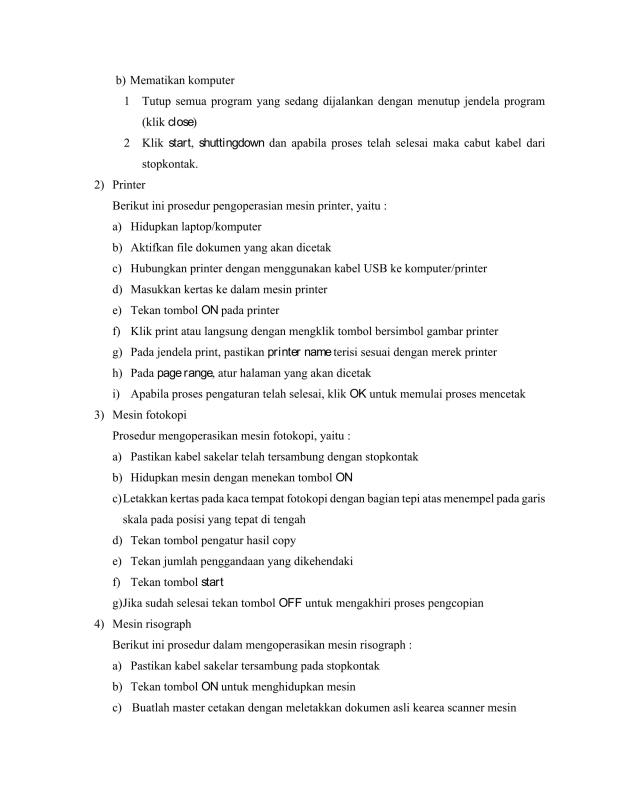 b) Mematikan komputer
1 Tutup semua program yang sedang dijalankan dengan menutup jendela program
(klik close)
2 Klik start, shuttingdown dan apabila proses telah selesai maka cabut kabel dari
stopkontak.
2) Printer
Berikut ini prosedur pengoperasian mesin printer, yaitu :
a) Hidupkan laptop/komputer
b) Aktifkan file dokumen yang akan dicetak
c) Hubungkan printer dengan menggunakan kabel USB ke komputer/printer
d) Masukkan kertas ke dalam mesin printer
e) Tekan tombol ON pada printer
f) Klik print atau langsung dengan mengklik tombol bersimbol gambar printer
g) Pada jendela print, pastikan printer name terisi sesuai dengan merek printer
h) Pada page range, atur halaman yang akan dicetak
i) Apabila proses pengaturan telah selesai, klik OK untuk memulai proses mencetak
3) Mesin fotokopi
Prosedur mengoperasikan mesin fotokopi, yaitu :
a) Pastikan kabel sakelar telah tersambung dengan stopkontak
b) Hidupkan mesin dengan menekan tombol ON
c) Letakkan kertas pada kaca tempat fotokopi dengan bagian tepi atas menempel pada garis
skala pada posisi yang tepat di tengah
d) Tekan tombol pengatur hasil copy
e) Tekan jumlah penggandaan yang dikehendaki
f) Tekan tombol start
g)Jika sudah selesai tekan tombol OFF untuk mengakhiri proses pengcopian
4) Mesin risograph
Berikut ini prosedur dalam mengoperasikan mesin risograph :
a) Pastikan kabel sakelar tersambung pada stopkontak
b) Tekan tombol ON untuk menghidupkan mesin
c) Buatlah master cetakan dengan meletakkan dokumen asli kearea scanner mesin